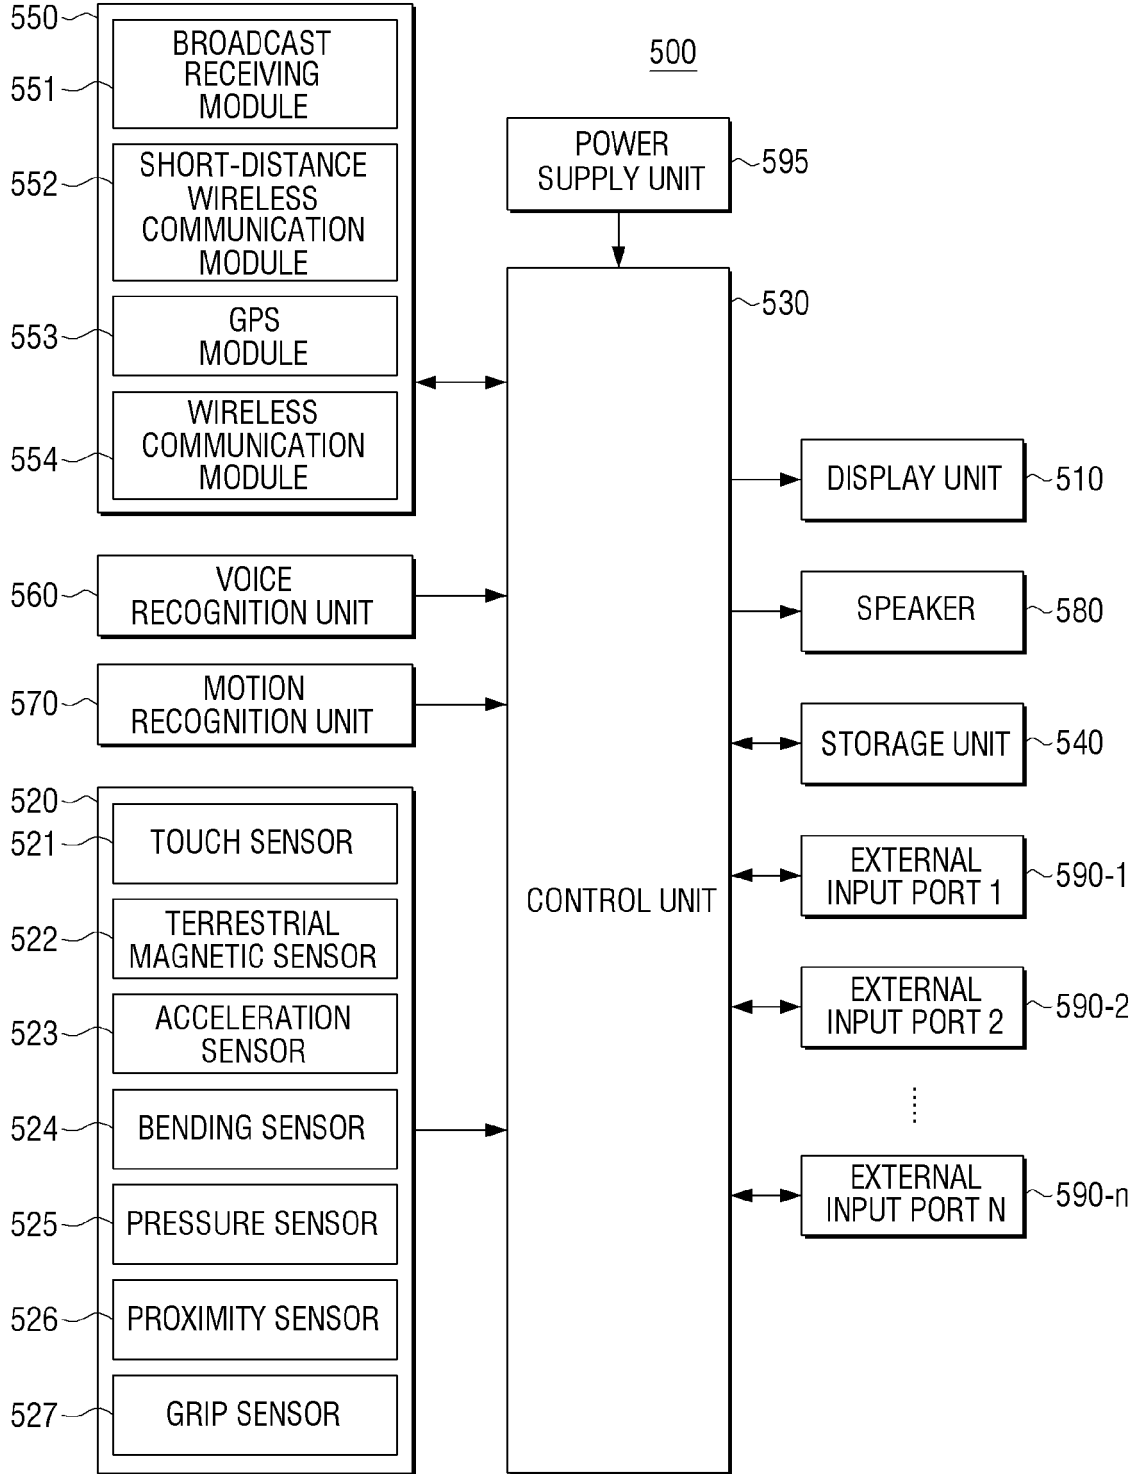 550
BROADCAST
RECEIVING
MODULE
551
SHORT-DISTANCE
WIRELESS
COMMUNICATION
MODULE
552
GPS
MODULE
553
WIRELESS
COMMUNICATION
MODULE
554
VOICE
RECOGNITION UNIT
560
MOTION
RECOGNITION UNIT
570
520
TOUCH SENSOR
521
TERRESTRIAL
MAGNETIC SENSOR
522
ACCELERATION
SENSOR
523
BENDING SENSOR
524
PRESSURE SENSOR
525
PROXIMITY SENSOR
526
GRIP SENSOR
527
500
POWER
SUPPLY UNIT
595
530
CONTROL UNIT
DISPLAY UNIT
510
SPEAKER
580
STORAGE UNIT
540
EXTERNAL
INPUT PORT 1
590-1
EXTERNAL
INPUT PORT 2
590-2
EXTERNAL
INPUT PORT N
590-n